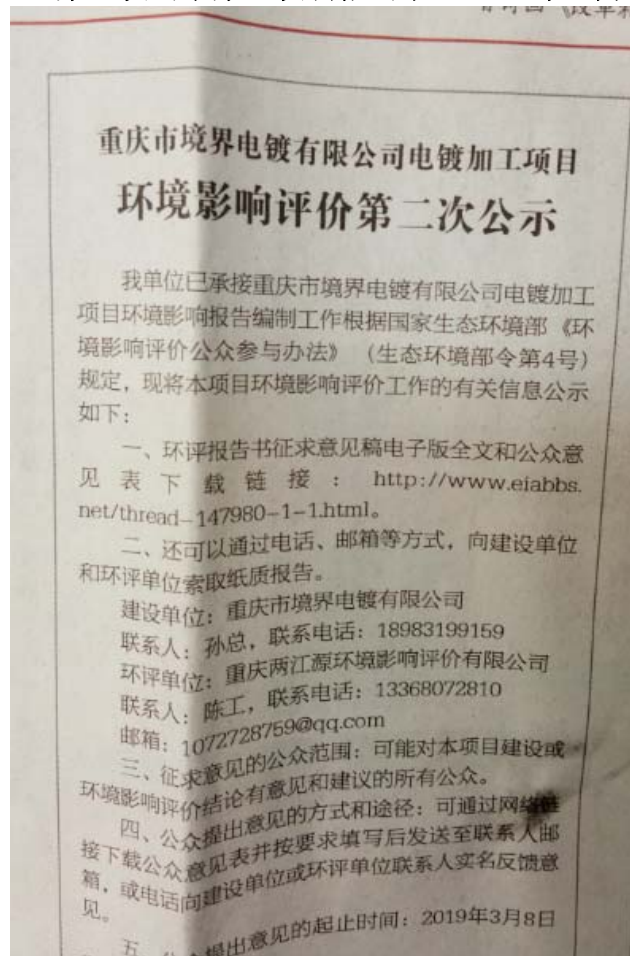 重庆市境界电镀有限公司电镀加工项目
环境影响评价第二次公示
我单位已承接重庆市境界电镀有限公司电镀加工
项目环境影响报告编制工作根据国家生态环境部《环
境影响评价公众参与办法》（生态环境部令第4号）
规定，现将本项目环境影响评价工作的有关信息公示
如下：
一、环评报告书征求意见稿电子版全文和公众意
见表下载链接：http://www.eiabbs.
net/thread-147980-1-1.html。
二、还可以通过电话、邮箱等方式，向建设单位
和环评单位索取纸质报告。
建设单位：重庆市境界电镀有限公司
联系人：孙总，联系电话：18983199159
环评单位：重庆两江源环境影响评价有限公司
联系人：陈工，联系电话：13368072810
邮箱：1072728759@qq.com
三、征求意见的公众范围：可能对本项目建设或
环境影响评价结论有意见和建议的所有公众。
四、公众提出意见的方式和途径：可通过网络链
接下载公众意见表并按要求填写后发送至联系人邮
箱，或电话向建设单位或环评单位联系人实名反馈意
见。
提出意见的起止时间：2019年3月8日